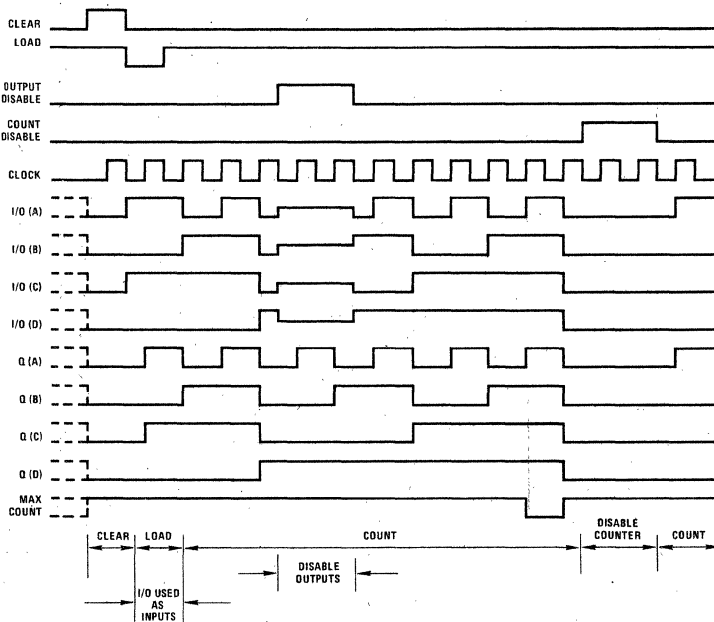 CLEAR
LOAD
OUTPUT
DISABLE
COUNT
DISABLE
CLOCK
I/O (A)
I/O (B)
I/O (C)
I/O (D)
Q (A)
Q (B)
Q (C)
Q (D)
MAX
COUNT
CLEAR
LOAD
COUNT
DISABLE
COUNTER
COUNT
DISABLE
OUTPUTS
I/O USED
AS
INPUTS